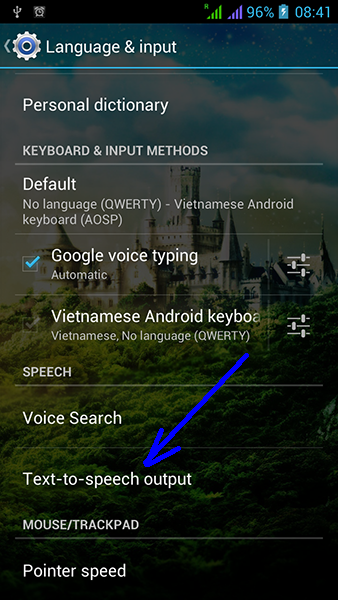 R 96% 08:41
Language & input
Personal dictionary
KEYBOARD & INPUT METHODS
Default
No language (QWERTY) - Vietnamese Android
keyboard (AOSP)
Google voice typing
Automatic
Vietnamese Android keyboa
Vietnamese, No language (QWERTY)
SPEECH
Voice Search
Text-to-speech output
MOUSE/TRACKPAD
Pointer speed